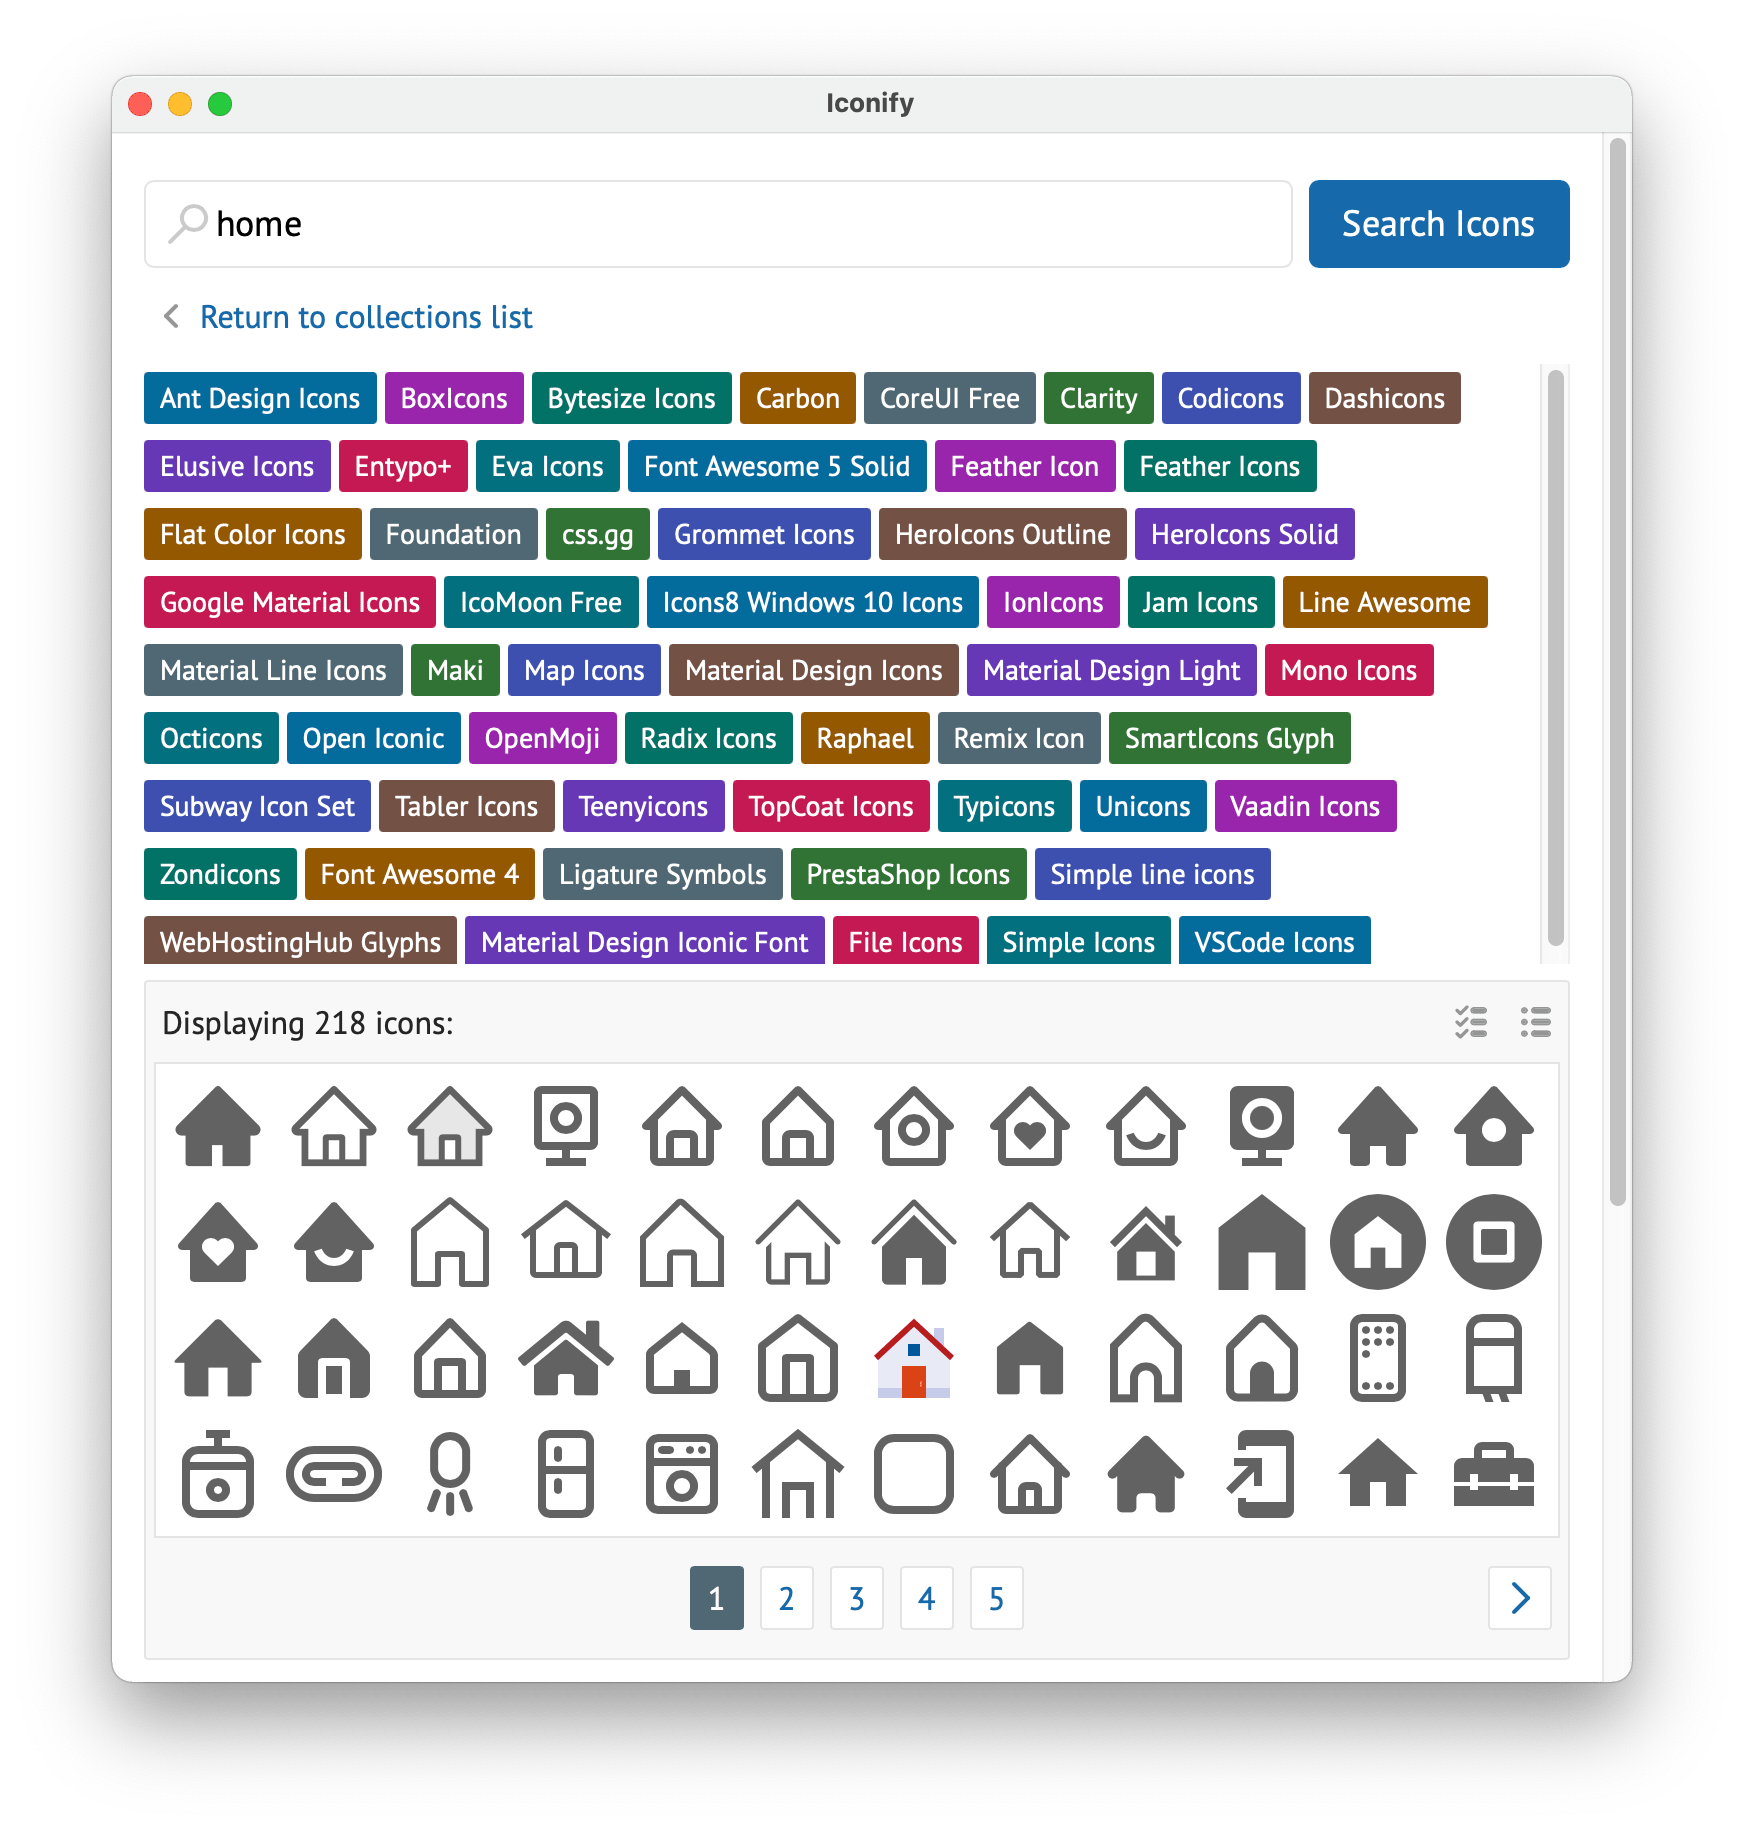 Iconify
home
Search Icons
Return to collections list
Ant Design Icons BoxIcons Bytesize Icons Carbon CoreUI Free Clarity Codicons Dashicons
Elusive Icons Entypo+ Eva Icons Font Awesome 5 Solid Feather Icon Feather Icons
Flat Color Icons Foundation css.gg Grommet Icons HeroIcons Outline HeroIcons Solid
Google Material Icons IcoMoon Free Icons8 Windows 10 Icons IonIcons Jam Icons Line Awesome
Material Line Icons Maki Map Icons Material Design Icons Material Design Light Mono Icons
Octicons Open Iconic OpenMoji Radix Icons Raphael Remix Icon SmartIcons Glyph
Subway Icon Set Tabler Icons Teenyicons TopCoat Icons Typicons Unicons Vaadin Icons
Zondicons Font Awesome 4 Ligature Symbols PrestaShop Icons Simple line icons
WebHostingHub Glyphs Material Design Iconic Font File Icons Simple Icons VSCode Icons
Displaying 218 icons:
1 2 3 4 5